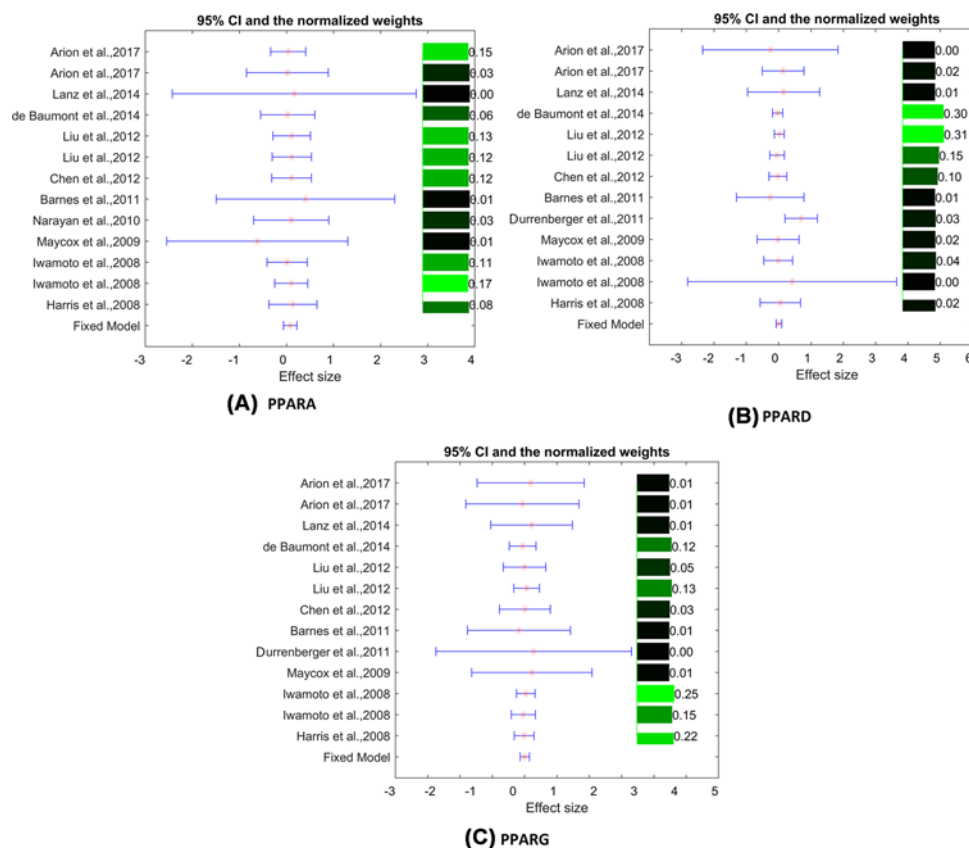 95% CI and the normalized weights
Arion et al.,2017 0.15
Arion et al.,2017 0.03
Lanz et al.,2014 0.00
de Baumont et al.,2014 0.06
Liu et al.,2012 0.13
Liu et al.,2012 0.12
Chen et al.,2012 0.12
Barnes et al.,2011 0.01
Narayan et al.,2010 0.03
Maycox et al.,2009 0.01
Iwamoto et al.,2008 0.11
Iwamoto et al.,2008 0.17
Harris et al.,2008 0.08
Fixed Model
-3 -2 -1 0 1 2 3 4
Effect size
(A) PPARA
95% CI and the normalized weights
Arion et al.,2017 0.00
Arion et al.,2017 0.02
Lanz et al.,2014 0.01
de Baumont et al.,2014 0.30
Liu et al.,2012 0.31
Liu et al.,2012 0.15
Chen et al.,2012 0.10
Barnes et al.,2011 0.01
Durrenberger et al.,2011 0.03
Maycox et al.,2009 0.02
Iwamoto et al.,2008 0.04
Iwamoto et al.,2008 0.00
Harris et al.,2008 0.02
Fixed Model
-3 -2 -1 0 1 2 3 4 5 6
Effect size
(B) PPARD
95% CI and the normalized weights
Arion et al.,2017 0.01
Arion et al.,2017 0.01
Lanz et al.,2014 0.01
de Baumont et al.,2014 0.12
Liu et al.,2012 0.05
Liu et al.,2012 0.13
Chen et al.,2012 0.03
Barnes et al.,2011 0.01
Durrenberger et al.,2011 0.00
Maycox et al.,2009 0.01
Iwamoto et al.,2008 0.25
Iwamoto et al.,2008 0.15
Harris et al.,2008 0.22
Fixed Model
-3 -2 -1 0 1 2 3 4 5
Effect size
(C) PPARG